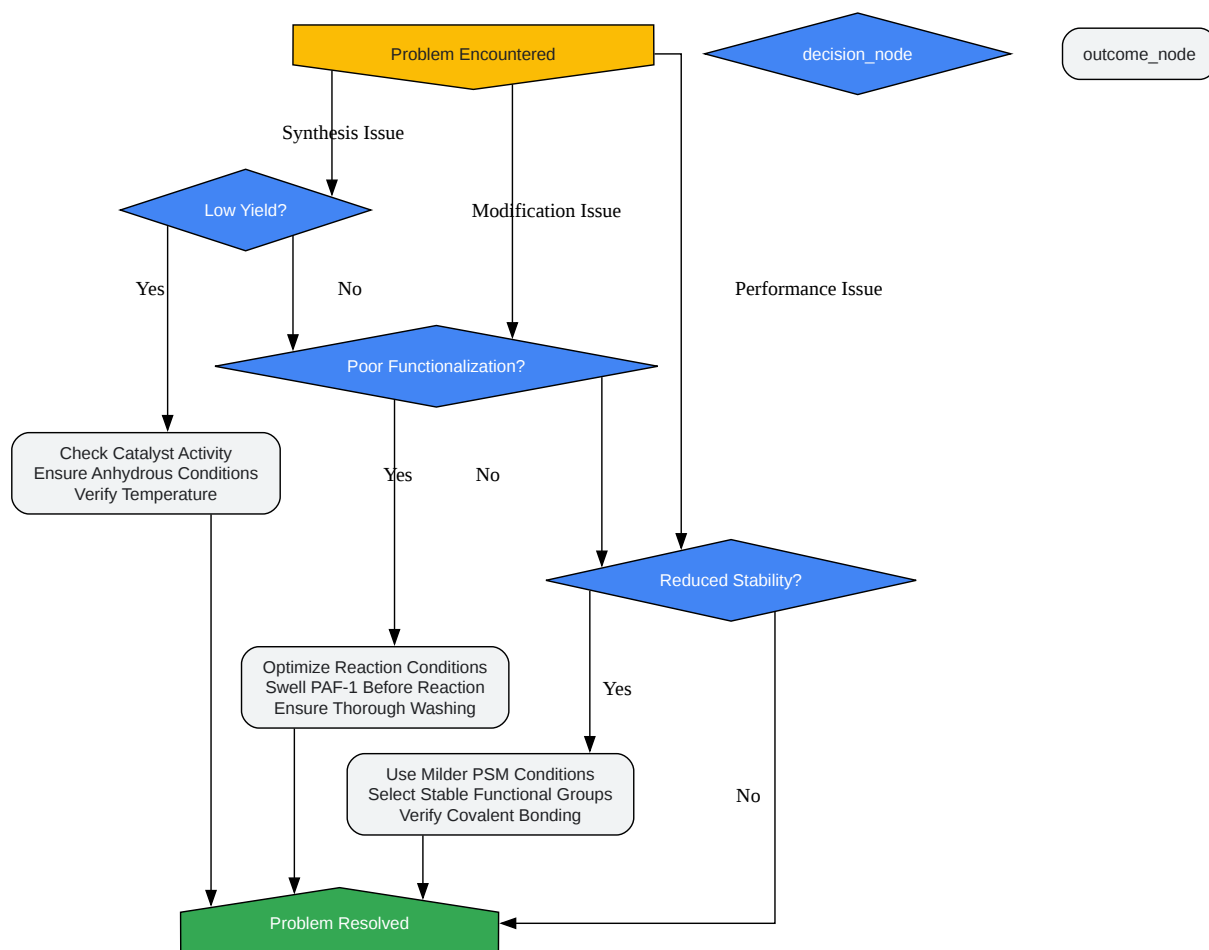 Problem Encountered
decision_node
outcome_node
Synthesis Issue
Low Yield?
Modification Issue
Yes
No
Performance Issue
Poor Functionalization?
Check Catalyst Activity
Ensure Anhydrous Conditions
Verify Temperature
Yes
No
Reduced Stability?
Optimize Reaction Conditions
Swell PAF-1 Before Reaction
Ensure Thorough Washing
Yes
Use Milder PSM Conditions
Select Stable Functional Groups
Verify Covalent Bonding
No
Problem Resolved